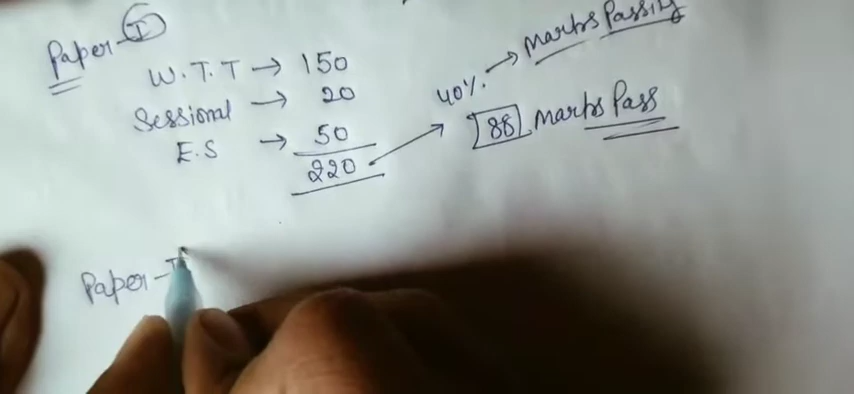 Paper-I
W.T.T → 150
Sessional → 20
E.S → 50
220
40% → marks Passing
88 marks Pass
Paper-I